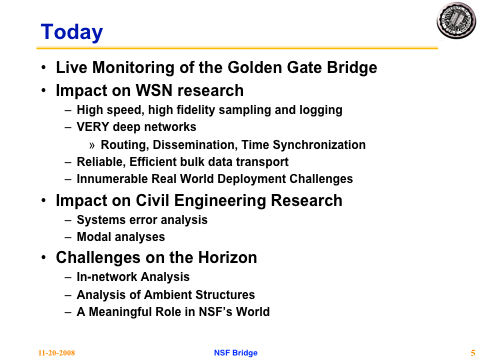 Today
• Live Monitoring of the Golden Gate Bridge
• Impact on WSN research
– High speed, high fidelity sampling and logging
– VERY deep networks
» Routing, Dissemination, Time Synchronization
– Reliable, Efficient bulk data transport
– Innumerable Real World Deployment Challenges
• Impact on Civil Engineering Research
– Systems error analysis
– Modal analyses
• Challenges on the Horizon
– In-network Analysis
– Analysis of Ambient Structures
– A Meaningful Role in NSF's World
11-20-2008 NSF Bridge 5